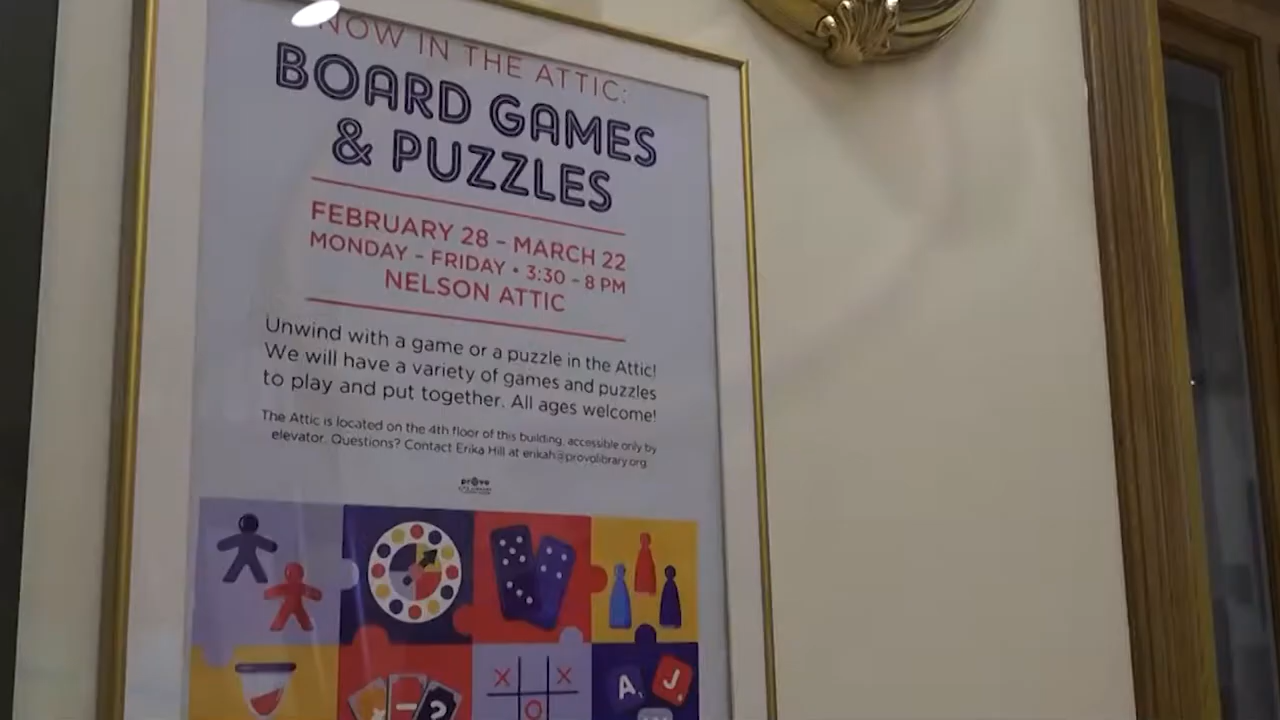 NOW IN THE ATTIC:
BOARD GAMES
& PUZZLES
FEBRUARY 28 – MARCH 22
MONDAY – FRIDAY • 3:30 – 8 PM
NELSON ATTIC
Unwind with a game or a puzzle in the Attic!
We will have a variety of games and puzzles
to play and put together. All ages welcome!
The Attic is located on the 4th floor of this building, accessible only by
elevator. Questions? Contact Erika Hill at erikah@provolibrary.org
provo
X X
O
A J
?